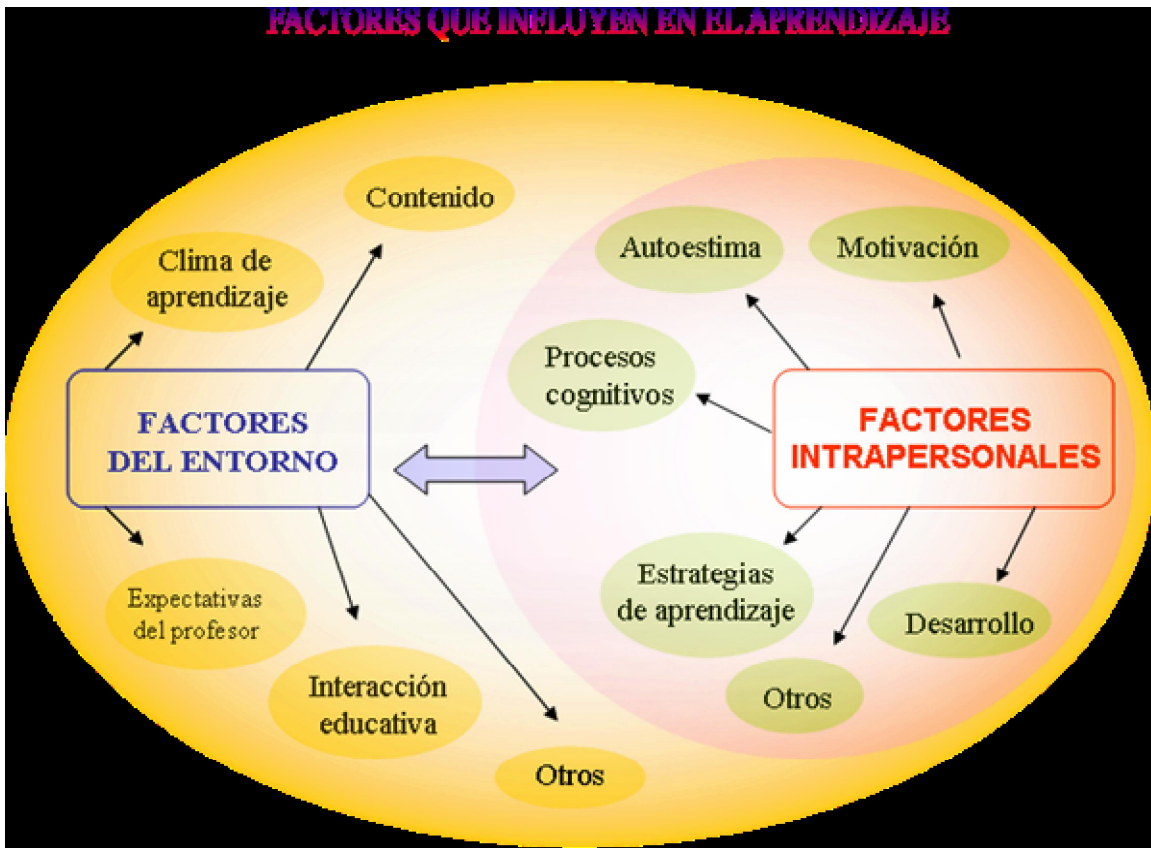 FACTORES QUE INFLUYEN EN EL APRENDIZAJE
Contenido
Clima de
aprendizaje
FACTORES
DEL ENTORNO
Expectativas
del profesor
Interacción
educativa
Otros
Autoestima
Motivación
Procesos
cognitivos
FACTORES
INTRAPERSONALES
Estrategias
de aprendizaje
Desarrollo
Otros